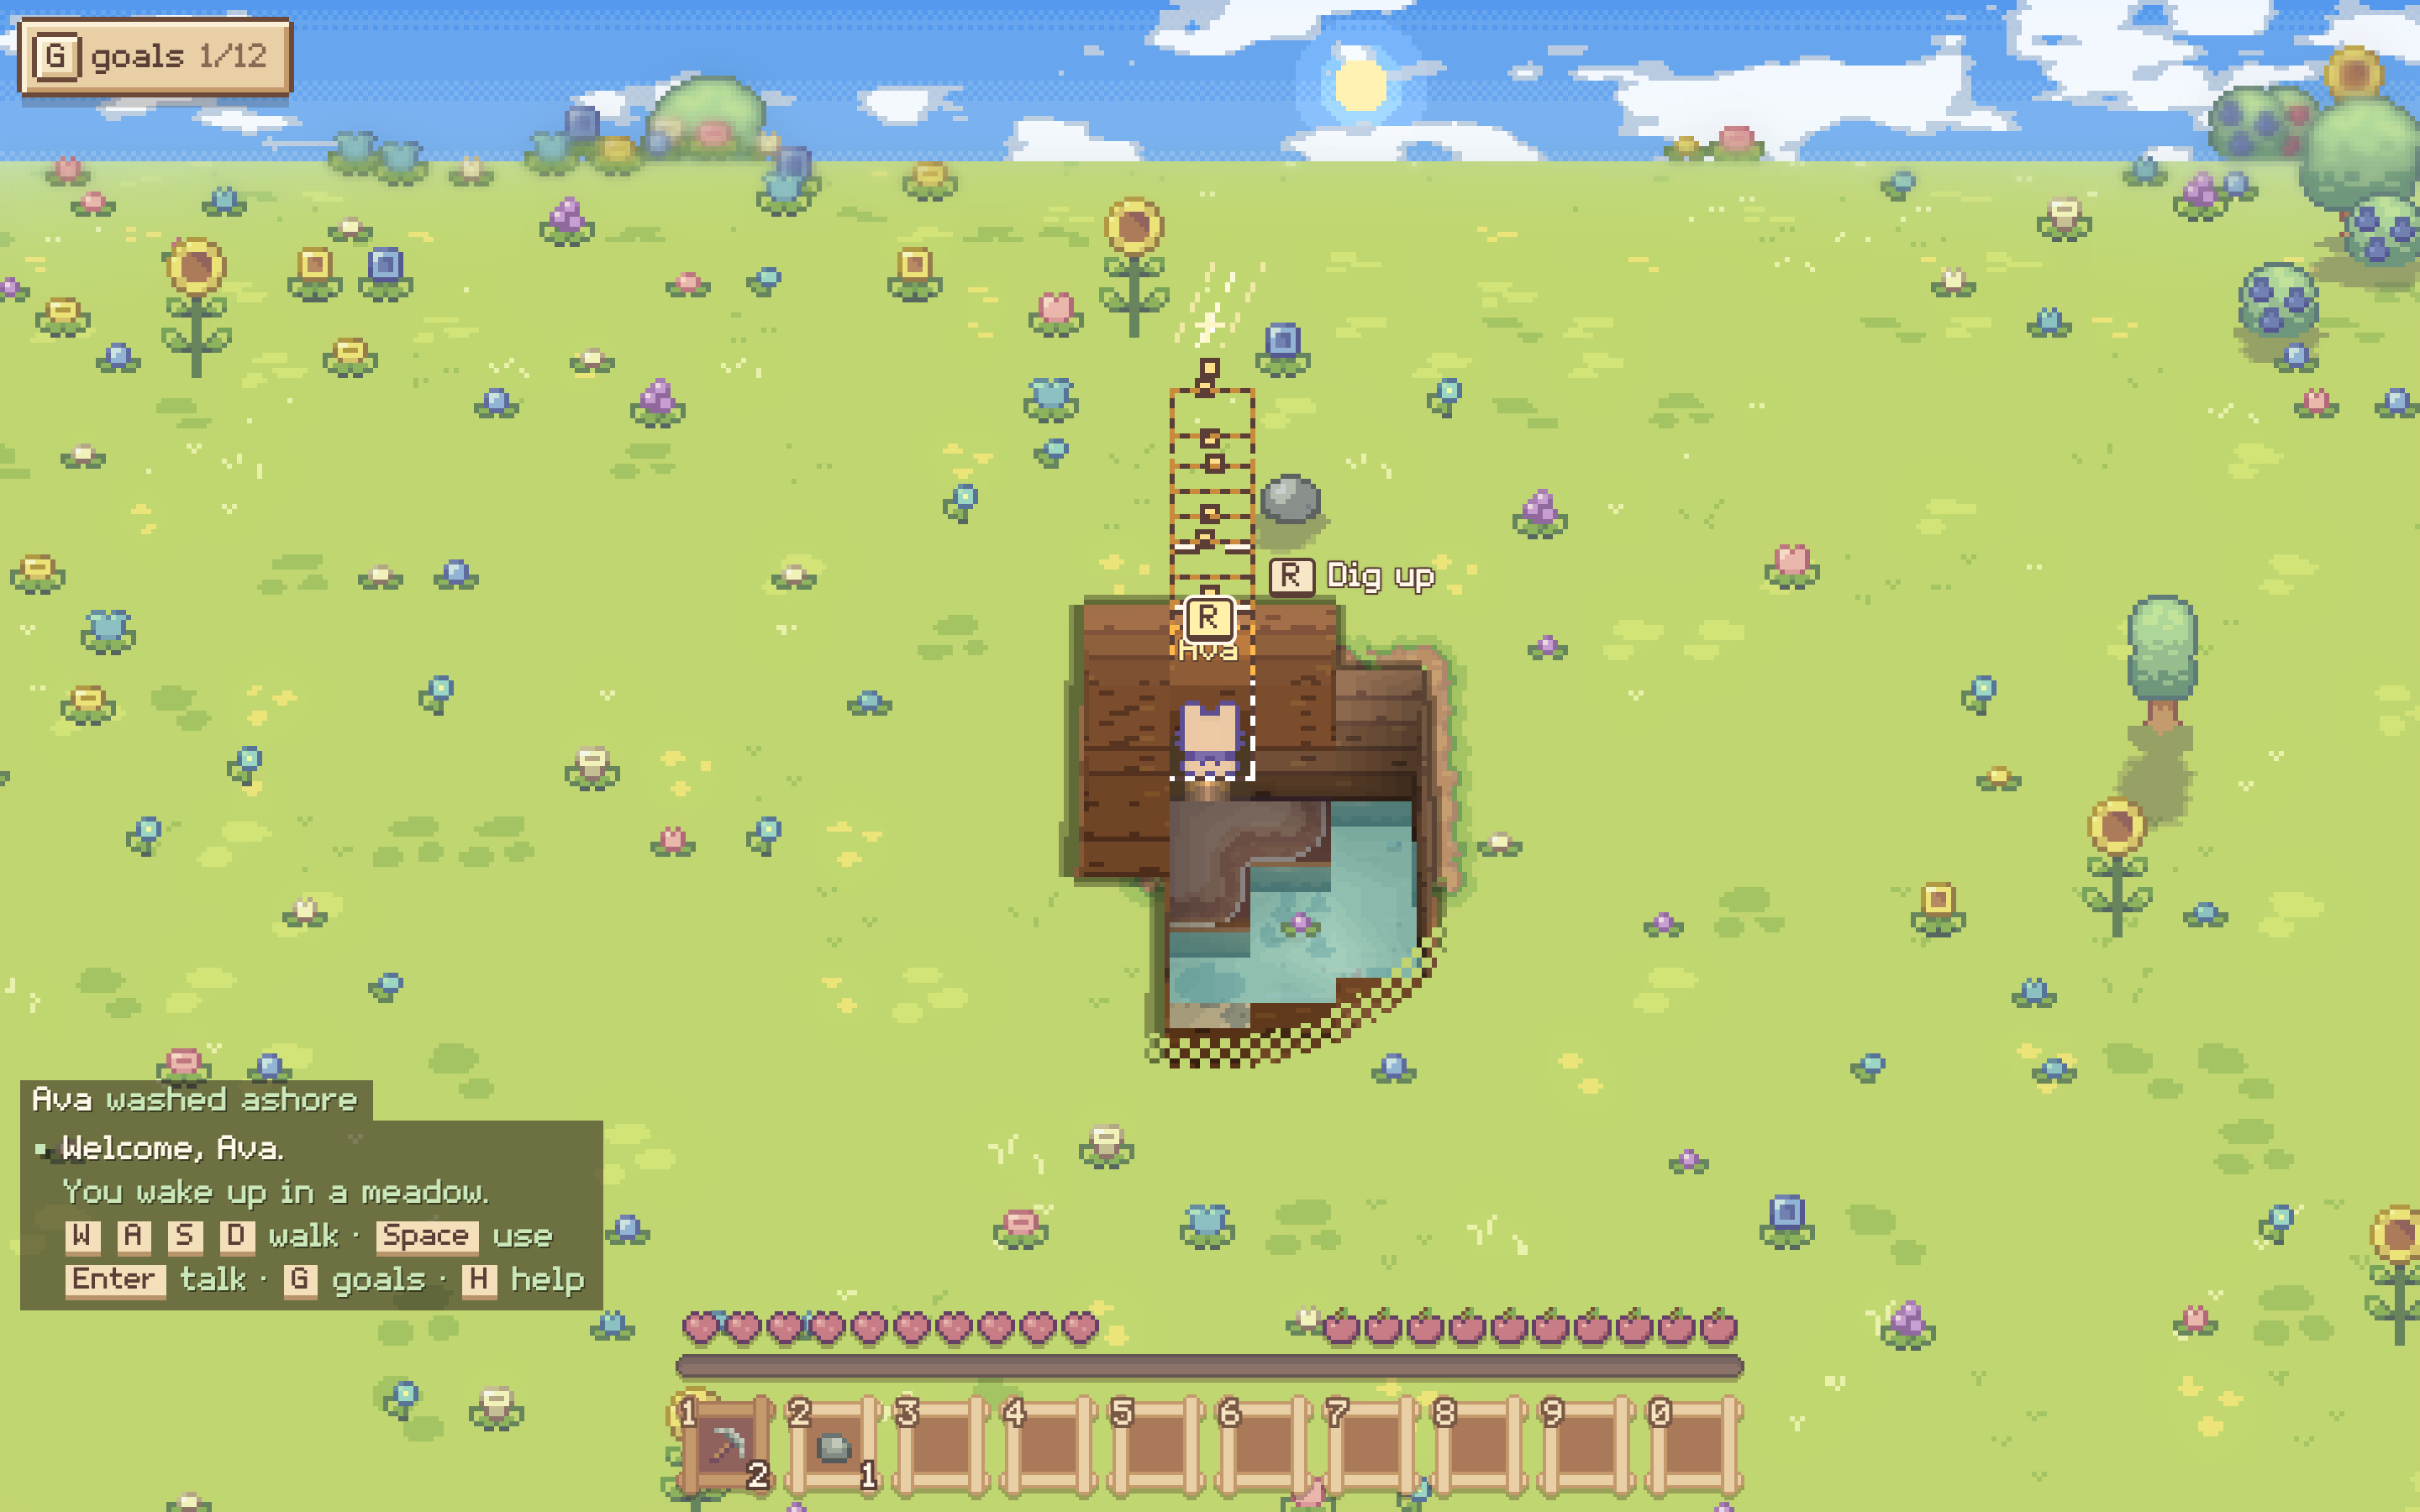 G goals 1/12
R Dig up
R
Ava
Ava washed ashore
Welcome, Ava.
You wake up in a meadow.
W A S D walk · Space use
Enter talk · G goals · H help
1 2 3 4 5 6 7 8 9 0
2 1